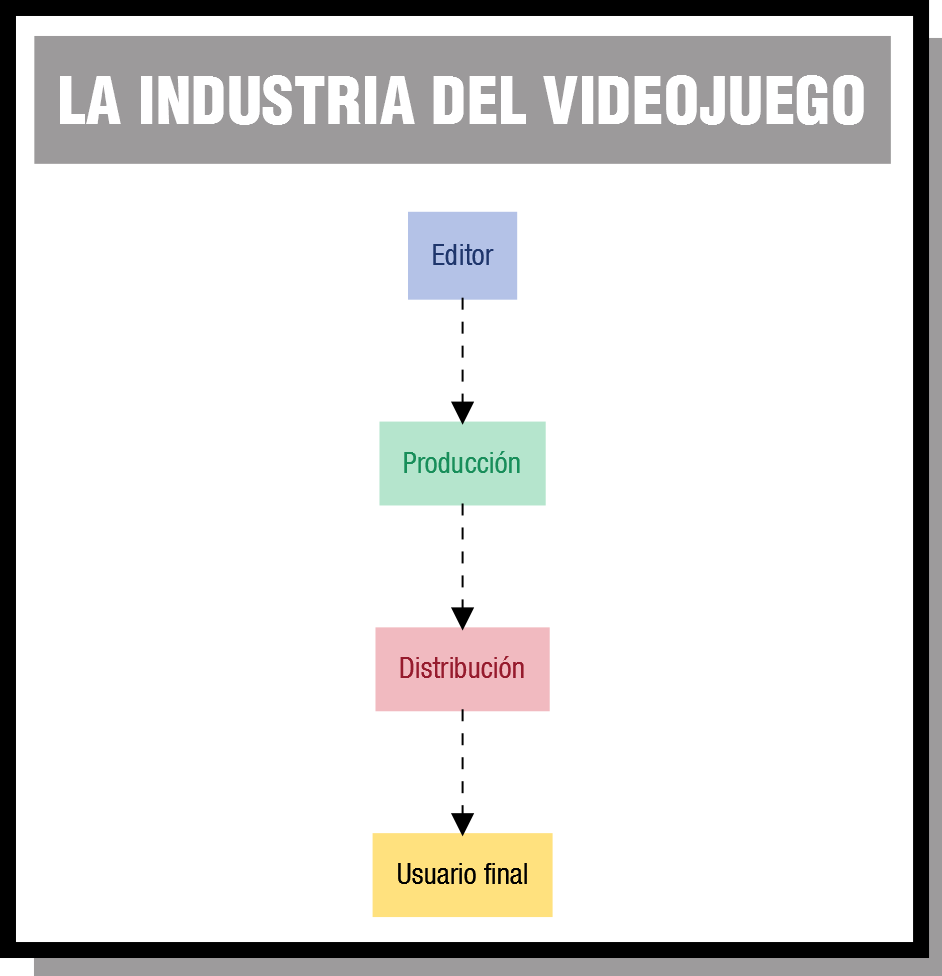 LA INDUSTRIA DEL VIDEOJUEGO
Editor
Producción
Distribución
Usuario final